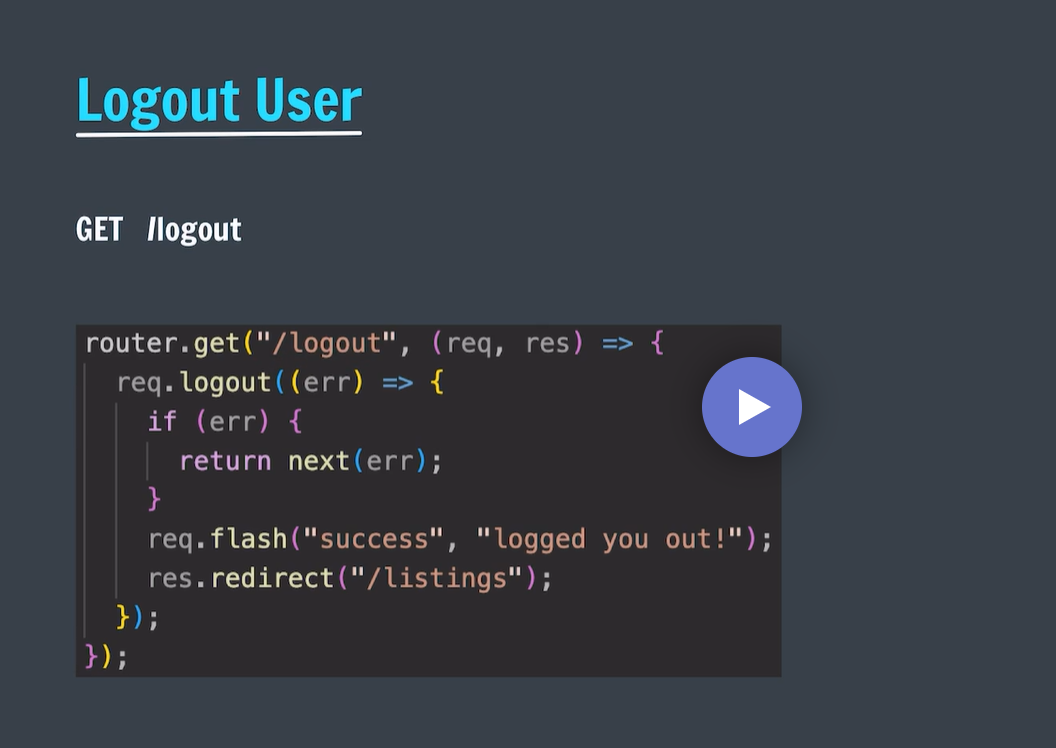 Logout User
GET /logout
router.get("/logout", (req, res) => {
req.logout((err) => {
if (err) {
return next(err);
}
req.flash("success", "logged you out!");
res.redirect("/listings");
});
});